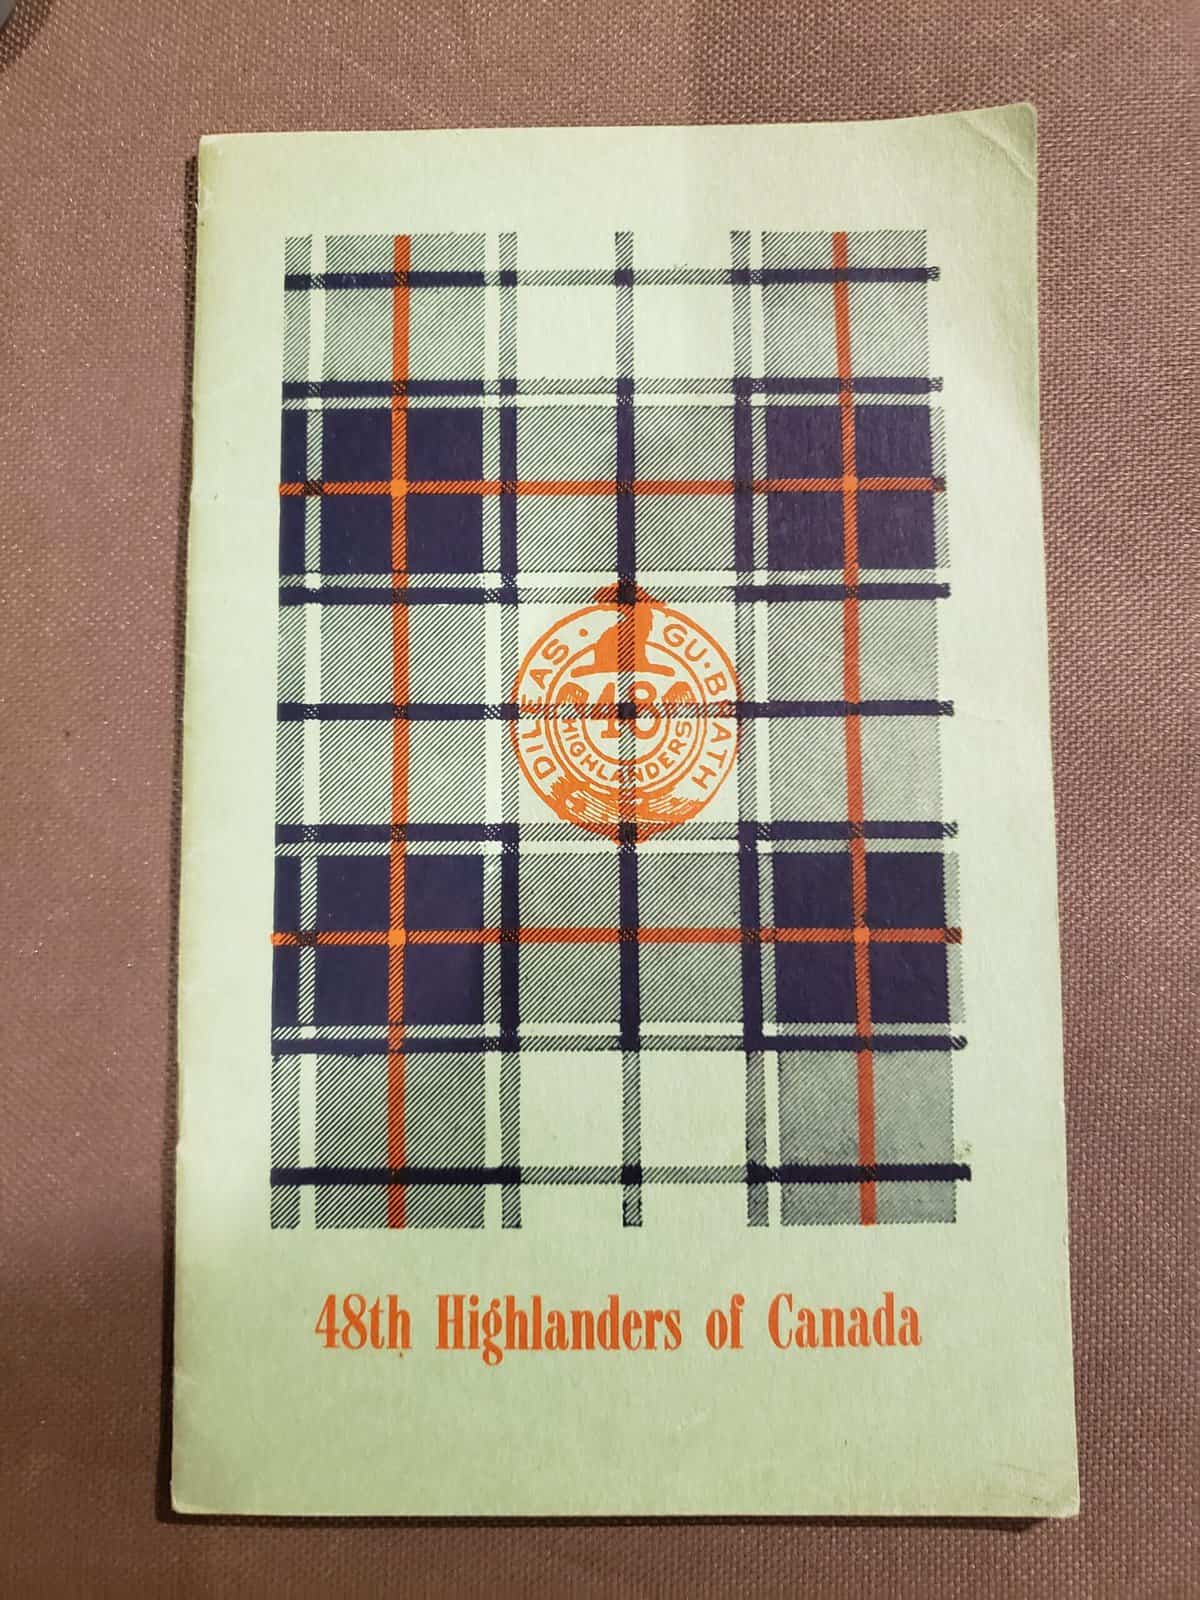 DILEAS · GU · BRATH
48
HIGHLANDERS
48th Highlanders of Canada